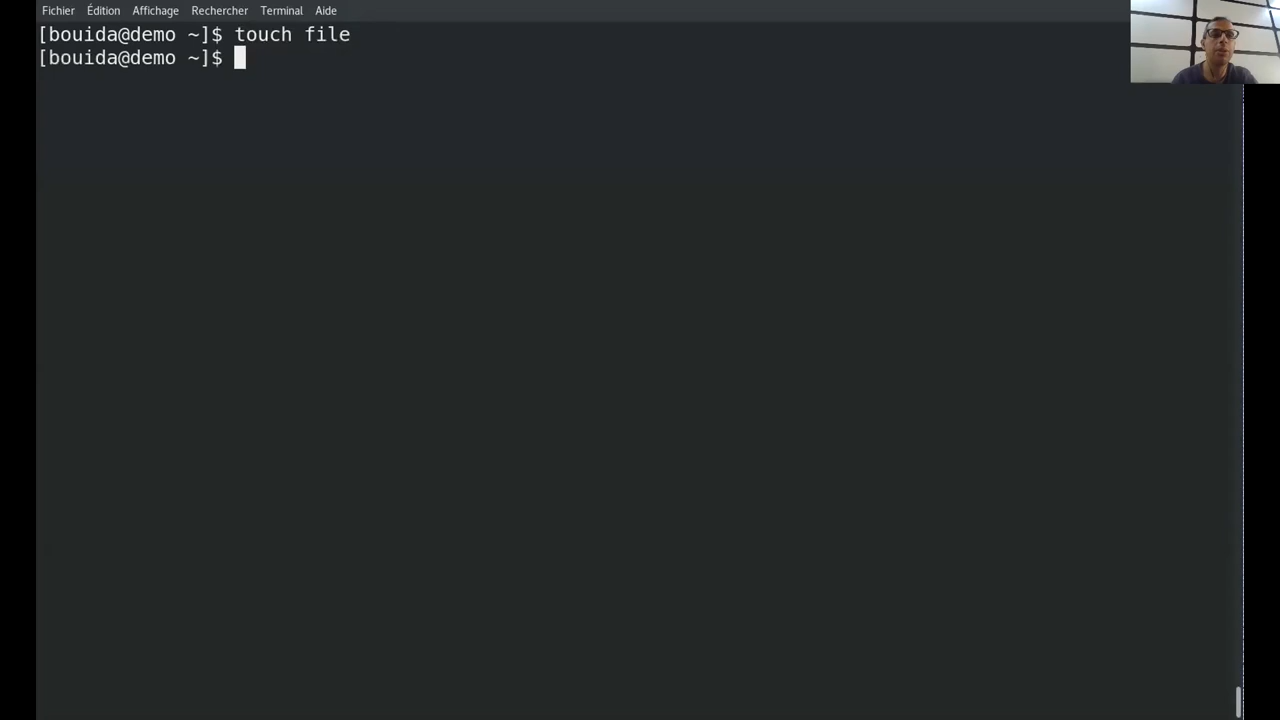 Fichier Édition Affichage Rechercher Terminal Aide
[bouida@demo ~]$ touch file
[bouida@demo ~]$